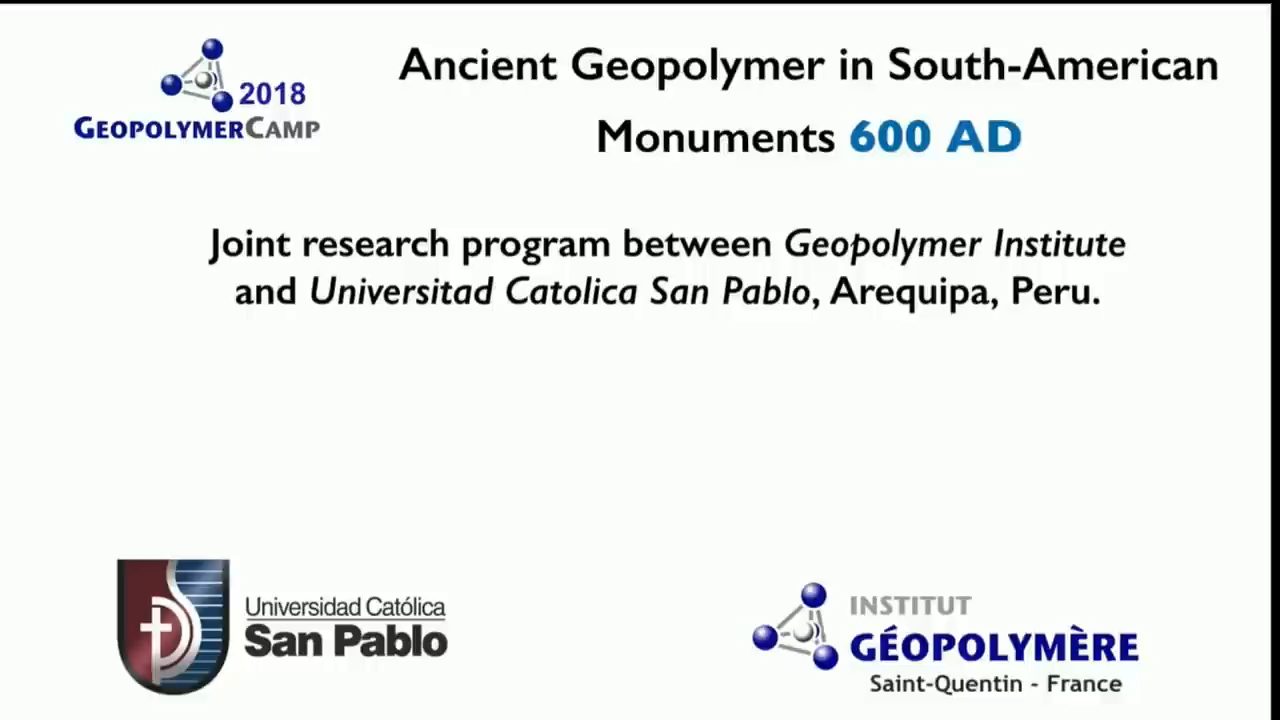 2018
GEOPOLYMERCAMP
Ancient Geopolymer in South-American
Monuments 600 AD
Joint research program between Geopolymer Institute
and Universitad Catolica San Pablo, Arequipa, Peru.
Universidad Católica
San Pablo
INSTITUT
GÉOPOLYMÈRE
Saint-Quentin - France